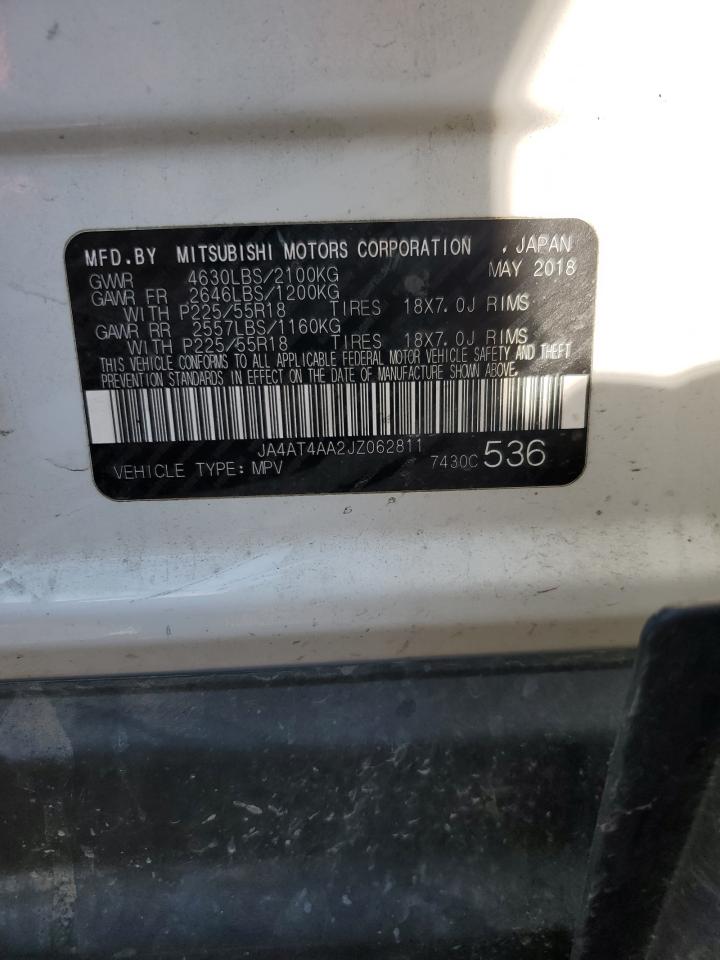 MFD.BY MITSUBISHI MOTORS CORPORATION , JAPAN
GVWR 4630LBS/2100KG MAY 2018
GAWR FR 2646LBS/1200KG
WITH P225/55R18 TIRES 18X7.0J RIMS
GAWR RR 2557LBS/1160KG
WITH P225/55R18 TIRES 18X7.0J RIMS
THIS VEHICLE CONFORMS TO ALL APPLICABLE FEDERAL MOTOR VEHICLE SAFETY AND THEFT
PREVENTION STANDARDS IN EFFECT ON THE DATE OF MANUFACTURE SHOWN ABOVE.
JA4AT4AA2JZ062811
VEHICLE TYPE: MPV 7430C 536